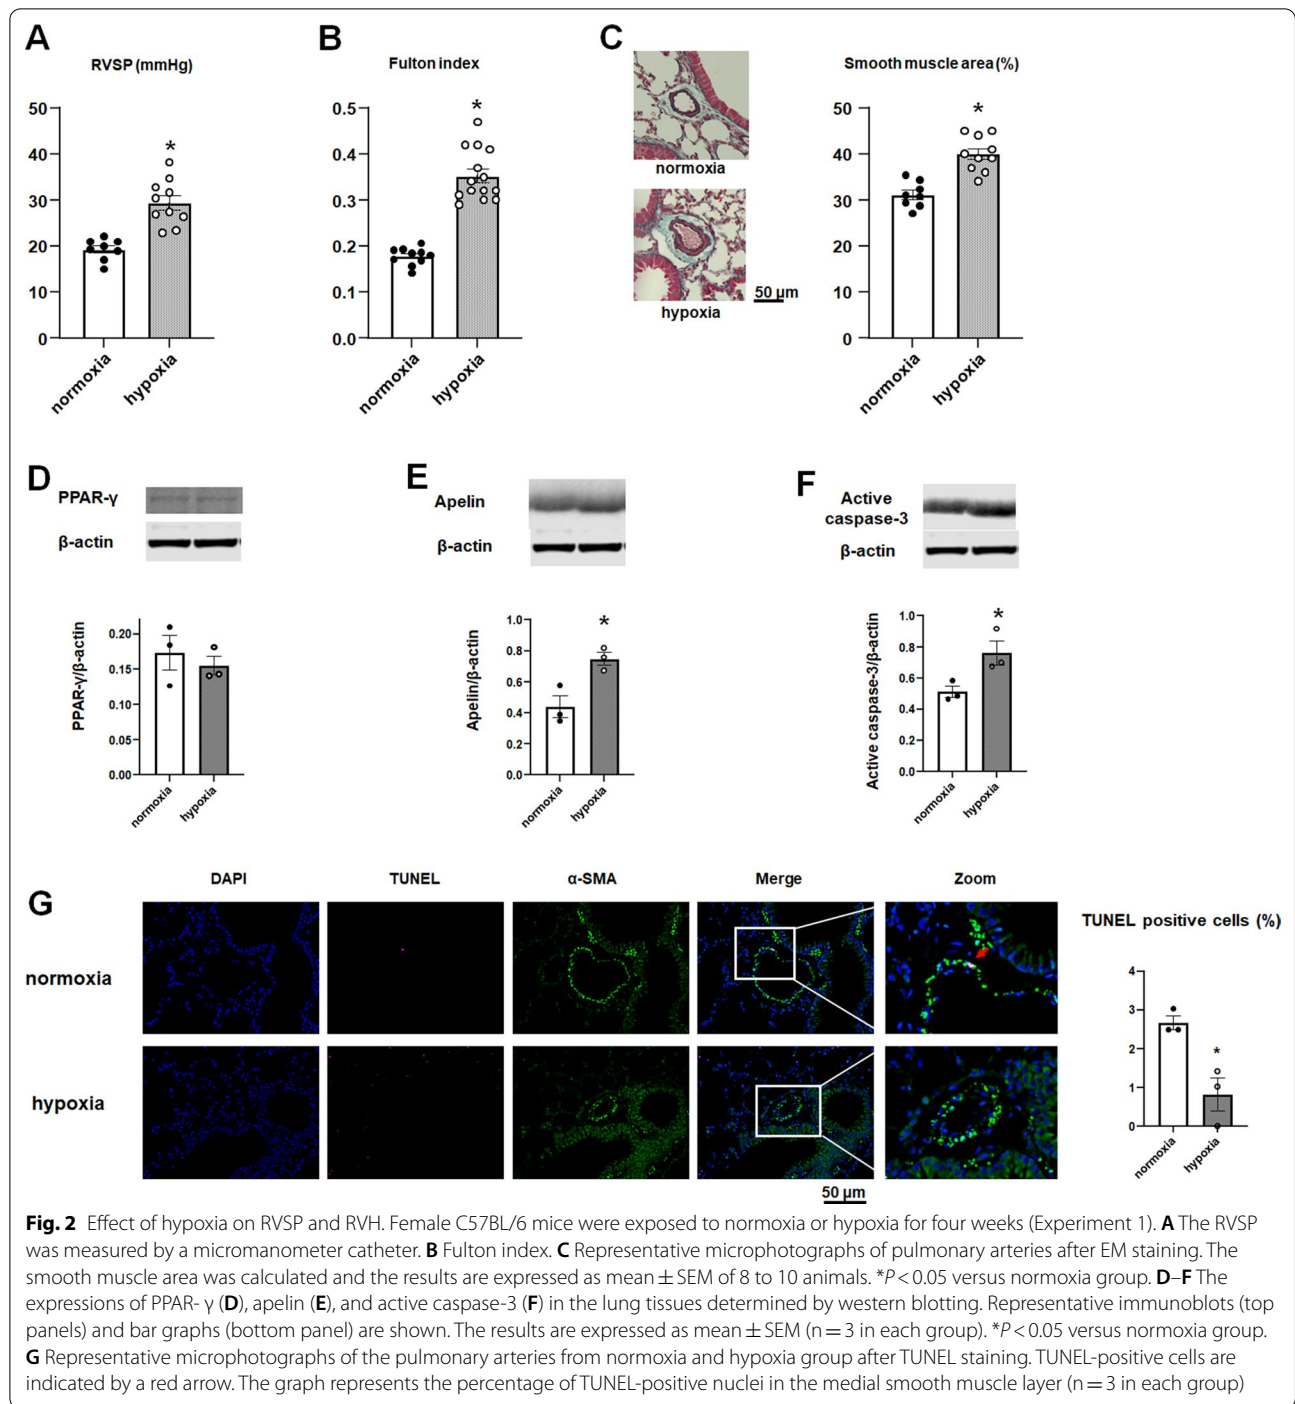 A
RVSP (mmHg)
50
40
30
20
10
0
*
normoxia
hypoxia
B
Fulton index
0.5
0.4
0.3
0.2
0.1
0.0
*
normoxia
hypoxia
C
normoxia
hypoxia
50 µm
Smooth muscle area (%)
50
40
30
20
10
0
*
normoxia
hypoxia
D
PPAR-γ
β-actin
PPAR-γ/β-actin
0.20
0.15
0.10
0.05
0.00
normoxia
hypoxia
E
Apelin
β-actin
Apelin/β-actin
1.0
0.8
0.6
0.4
0.2
0.0
*
normoxia
hypoxia
F
Active
caspase-3
β-actin
Active caspase-3/β-actin
1.0
0.8
0.6
0.4
0.2
0.0
*
normoxia
hypoxia
G
DAPI
TUNEL
α-SMA
Merge
Zoom
normoxia
hypoxia
50 µm
TUNEL positive cells (%)
4
3
2
1
0
*
normoxia
hypoxia
Fig. 2 Effect of hypoxia on RVSP and RVH. Female C57BL/6 mice were exposed to normoxia or hypoxia for four weeks (Experiment 1). A The RVSP
was measured by a micromanometer catheter. B Fulton index. C Representative microphotographs of pulmonary arteries after EM staining. The
smooth muscle area was calculated and the results are expressed as mean ± SEM of 8 to 10 animals. *P < 0.05 versus normoxia group. D–F The
expressions of PPAR- γ (D), apelin (E), and active caspase-3 (F) in the lung tissues determined by western blotting. Representative immunoblots (top
panels) and bar graphs (bottom panel) are shown. The results are expressed as mean ± SEM (n = 3 in each group). *P < 0.05 versus normoxia group.
G Representative microphotographs of the pulmonary arteries from normoxia and hypoxia group after TUNEL staining. TUNEL-positive cells are
indicated by a red arrow. The graph represents the percentage of TUNEL-positive nuclei in the medial smooth muscle layer (n = 3 in each group)